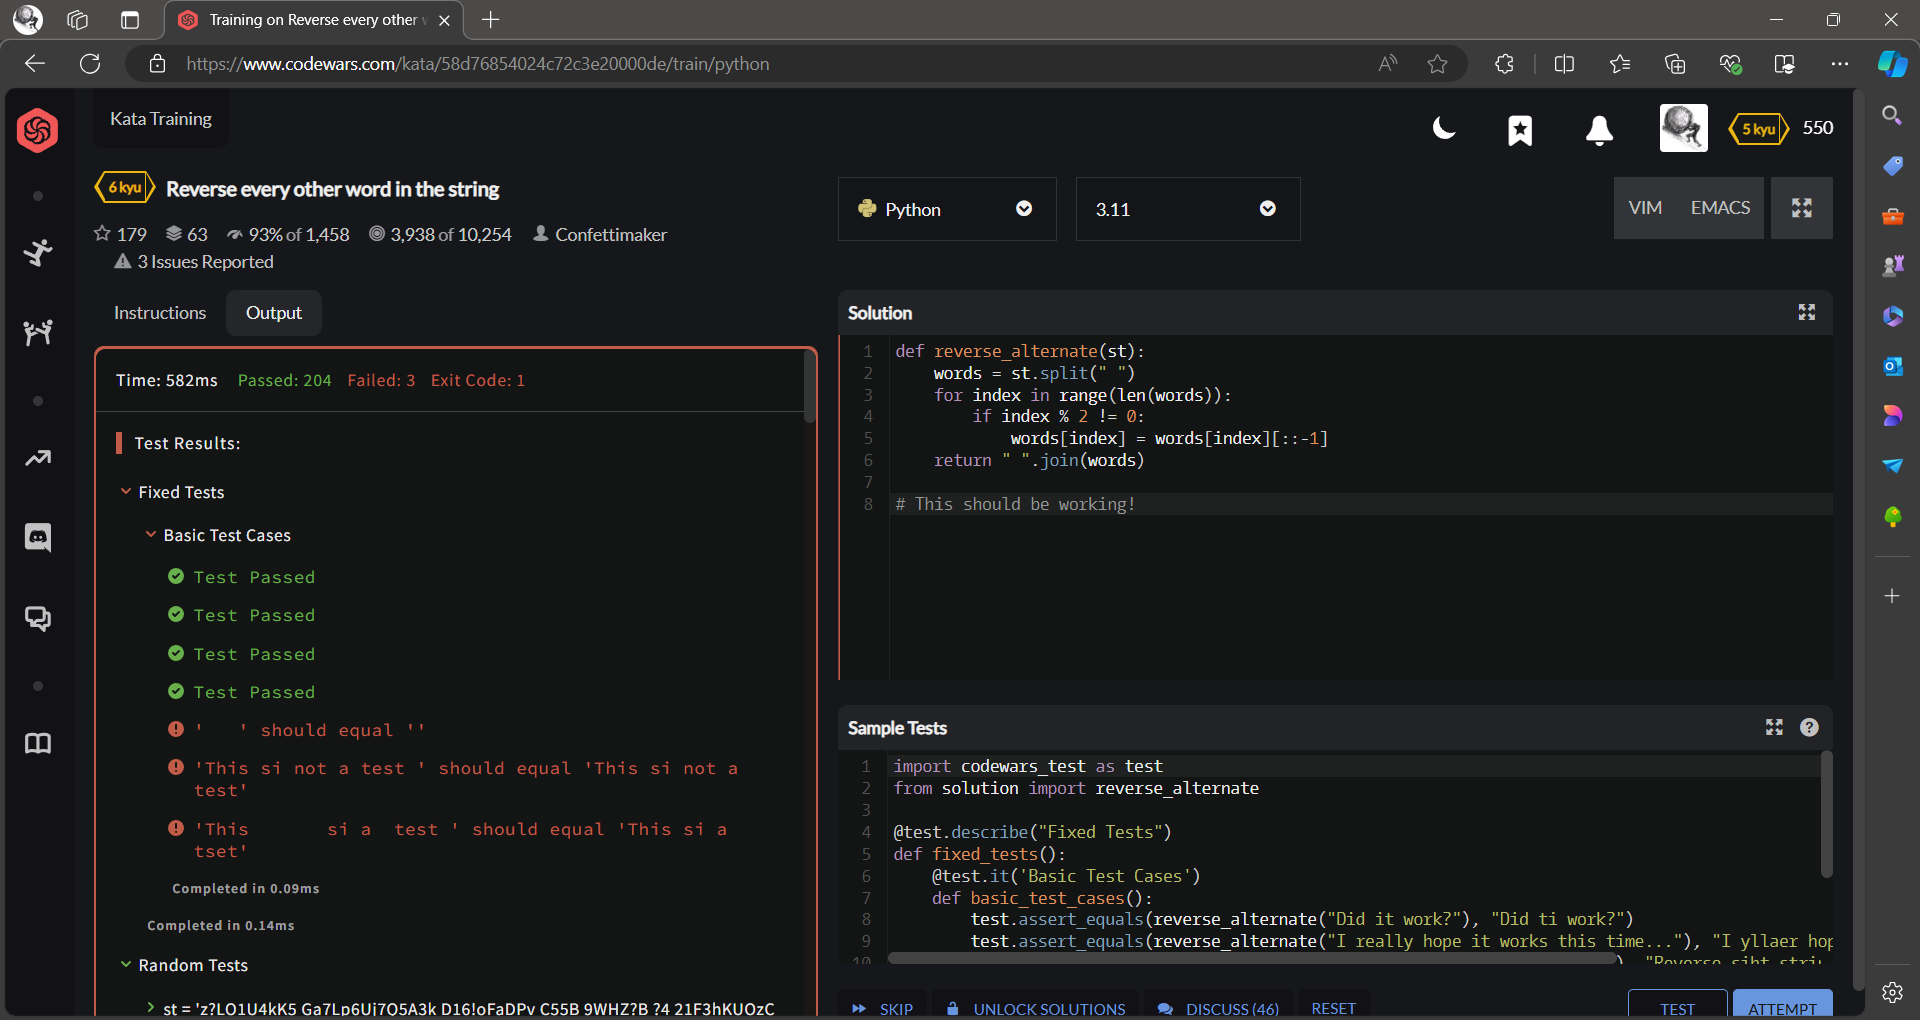 Training on Reverse every other
https://www.codewars.com/kata/58d76854024c72c3e20000de/train/python
Kata Training
5 kyu 550
6 kyu Reverse every other word in the string
179 63 93% of 1,458 3,938 of 10,254 Confettimaker
3 Issues Reported
Python
3.11
VIM EMACS
Instructions Output
Time: 582ms Passed: 204 Failed: 3 Exit Code: 1
Test Results:
Fixed Tests
Basic Test Cases
Test Passed
Test Passed
Test Passed
Test Passed
'   ' should equal ''
'This si not a test ' should equal 'This si not a
test'
'This       si a  test ' should equal 'This si a
tset'
Completed in 0.09ms
Completed in 0.14ms
Random Tests
st = 'z?LO1U4kK5 Ga7Lp6Uj7O5A3k D16!oFaDPv C55B 9WHZ?B ?4 21F3hKUOzC
Solution
1 def reverse_alternate(st):
2     words = st.split(" ")
3     for index in range(len(words)):
4         if index % 2 != 0:
5             words[index] = words[index][::-1]
6     return " ".join(words)
7
8 # This should be working!
Sample Tests
1 import codewars_test as test
2 from solution import reverse_alternate
3
4 @test.describe("Fixed Tests")
5 def fixed_tests():
6     @test.it('Basic Test Cases')
7     def basic_test_cases():
8         test.assert_equals(reverse_alternate("Did it work?"), "Did ti work?")
9         test.assert_equals(reverse_alternate("I really hope it works this time..."), "I yllaer hop
10 ), "Reverse siht stri
SKIP UNLOCK SOLUTIONS DISCUSS (46) RESET
TEST ATTEMPT